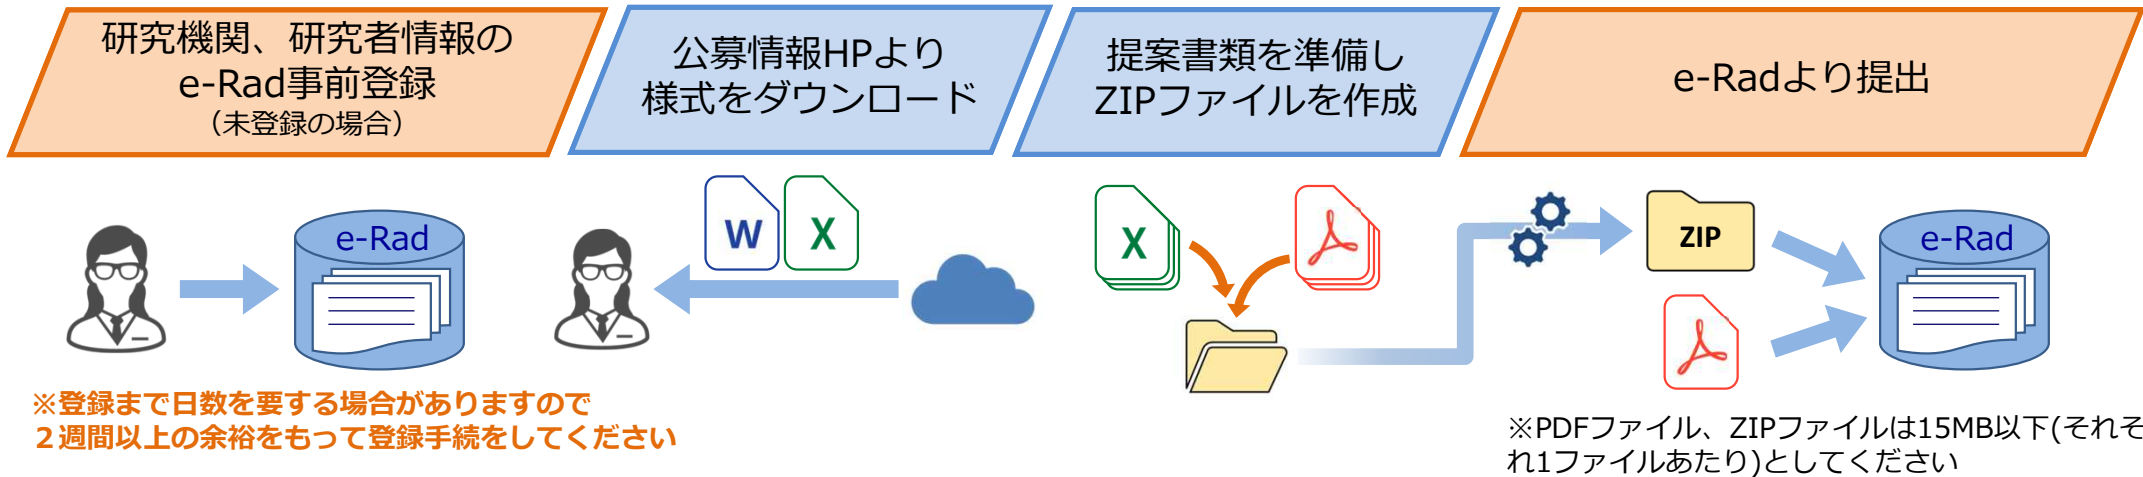 研究機関、研究者情報の
e-Rad事前登録
（未登録の場合）
公募情報HPより
様式をダウンロード
提案書類を準備し
ZIPファイルを作成
e-Radより提出
e-Rad
W
X
X
ZIP
e-Rad
※登録まで日数を要する場合がありますので
２週間以上の余裕をもって登録手続をしてください
※PDFファイル、ZIPファイルは15MB以下(それぞ
れ1ファイルあたり)としてください